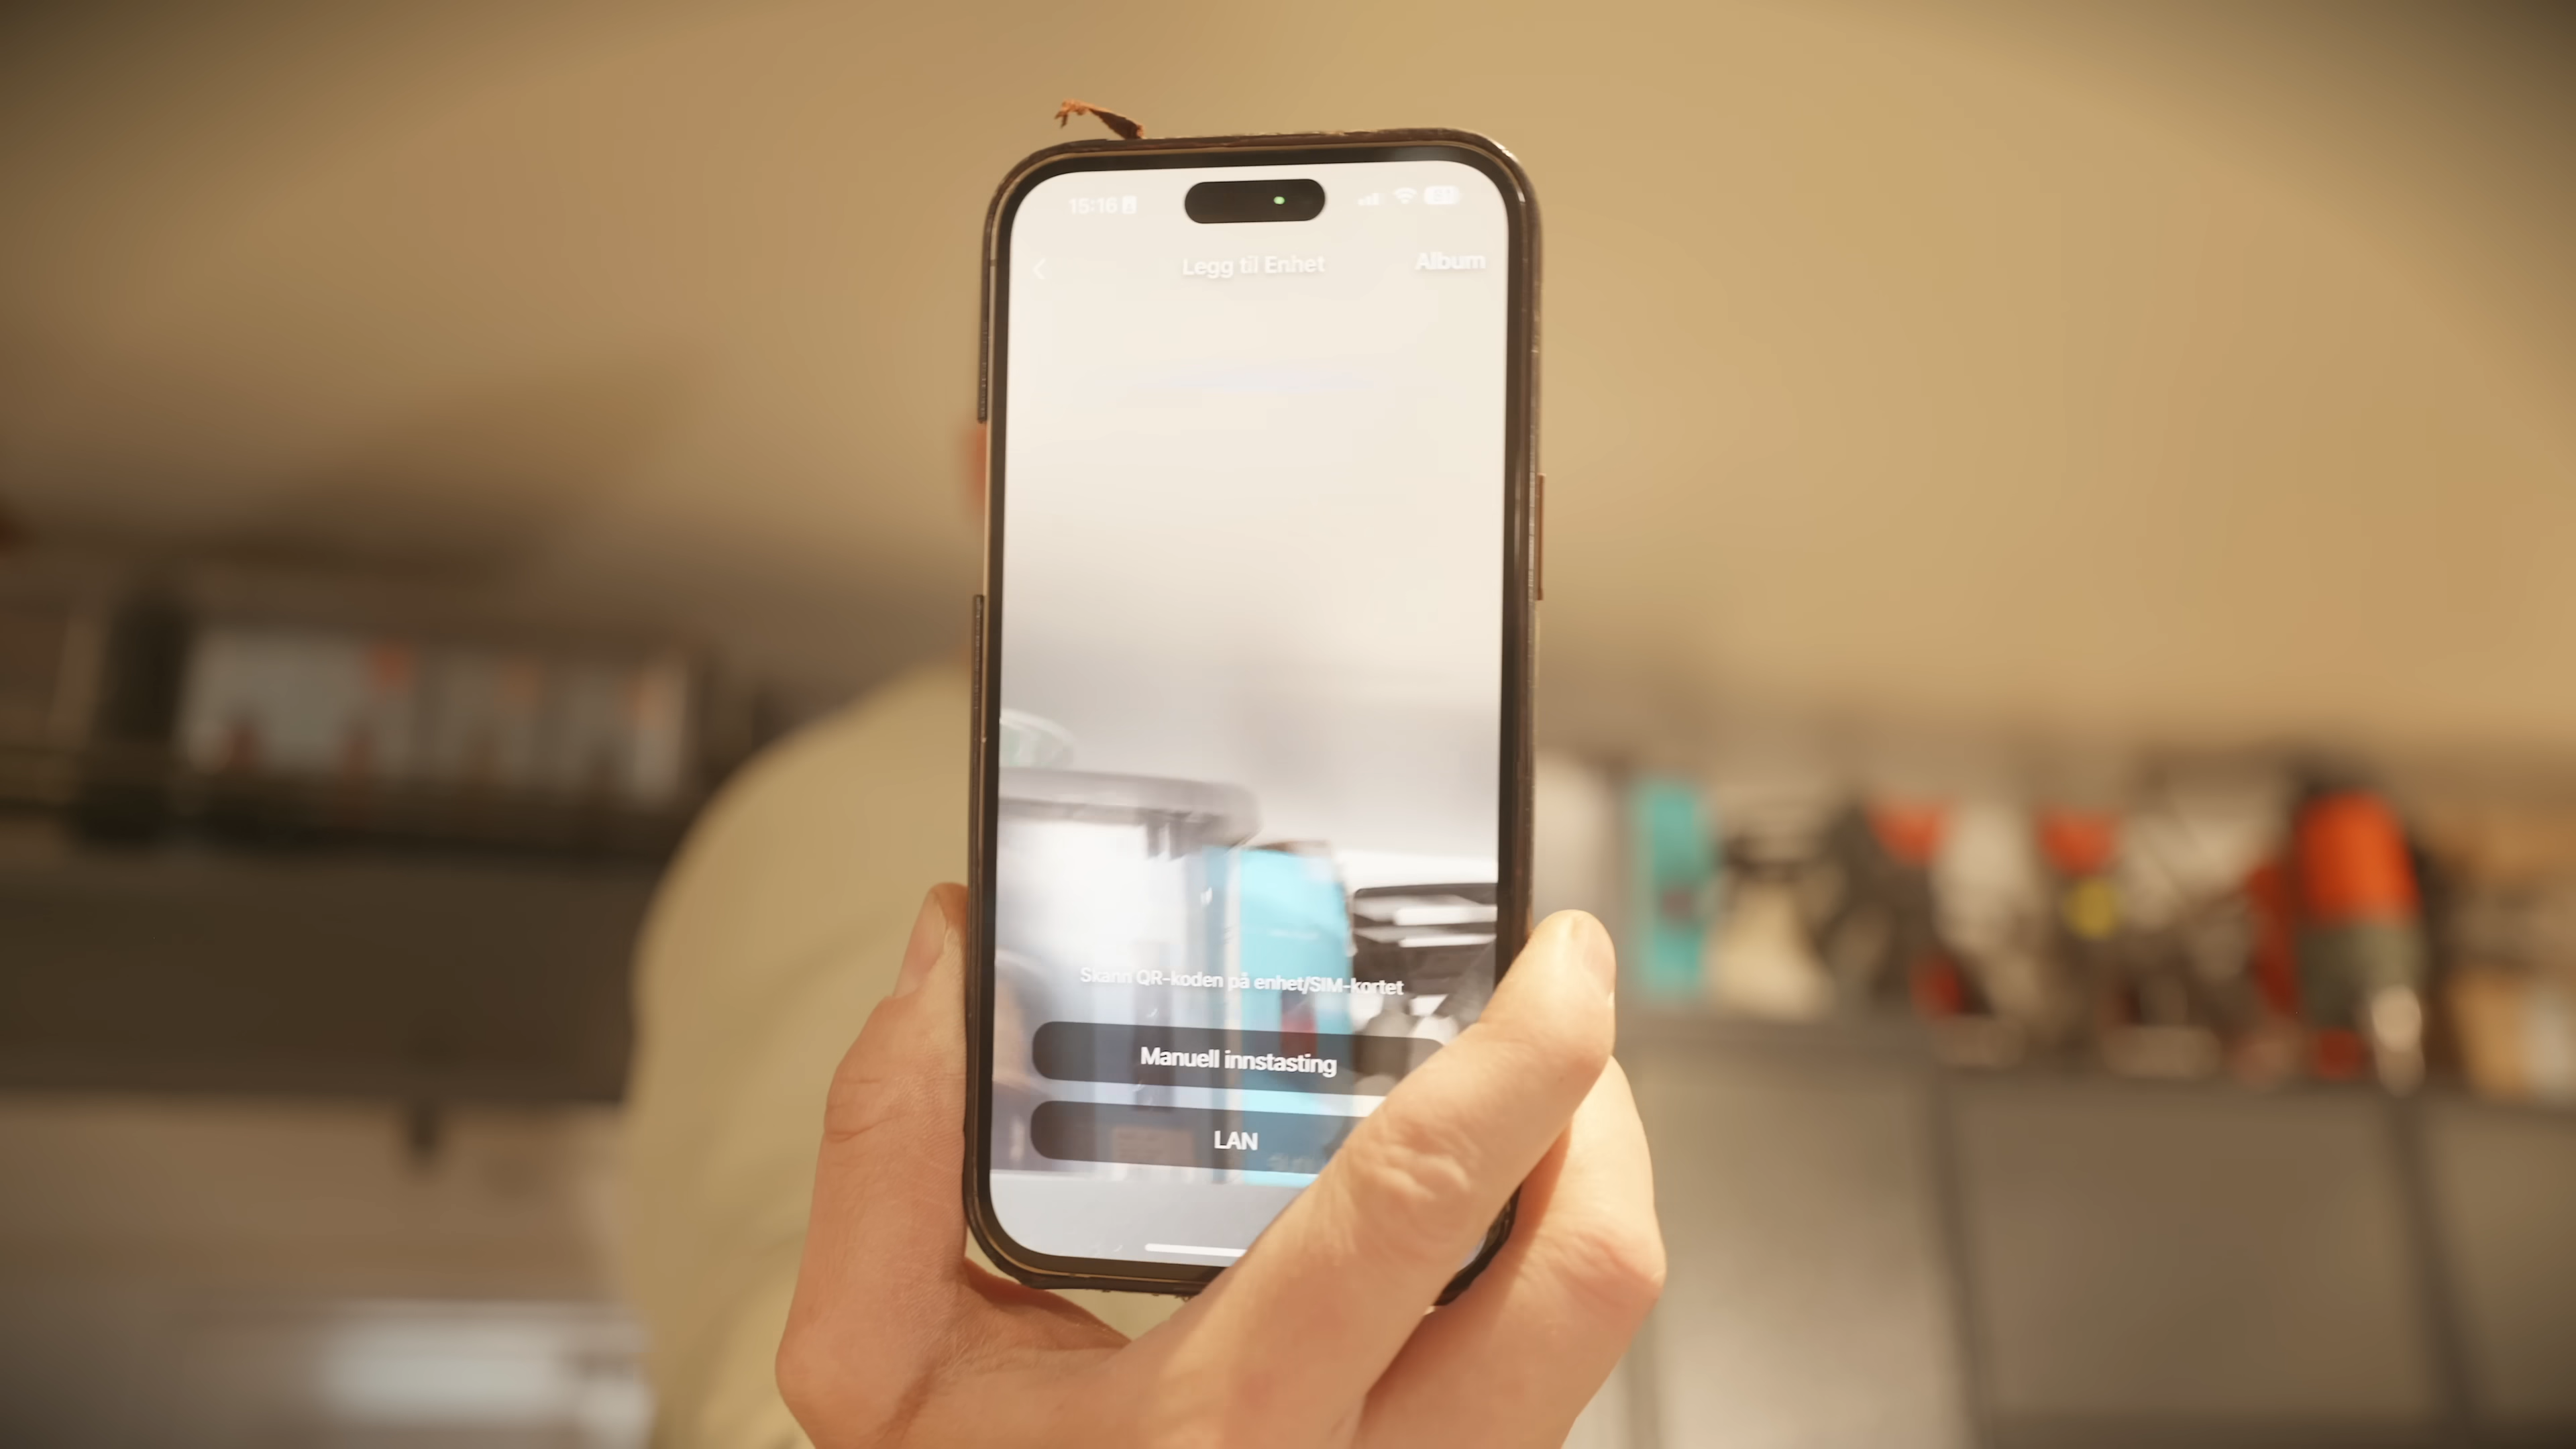 15:16
Legg til Enhet
Album
Skann QR-koden på enhet/SIM-kortet
Manuell innstasting
LAN